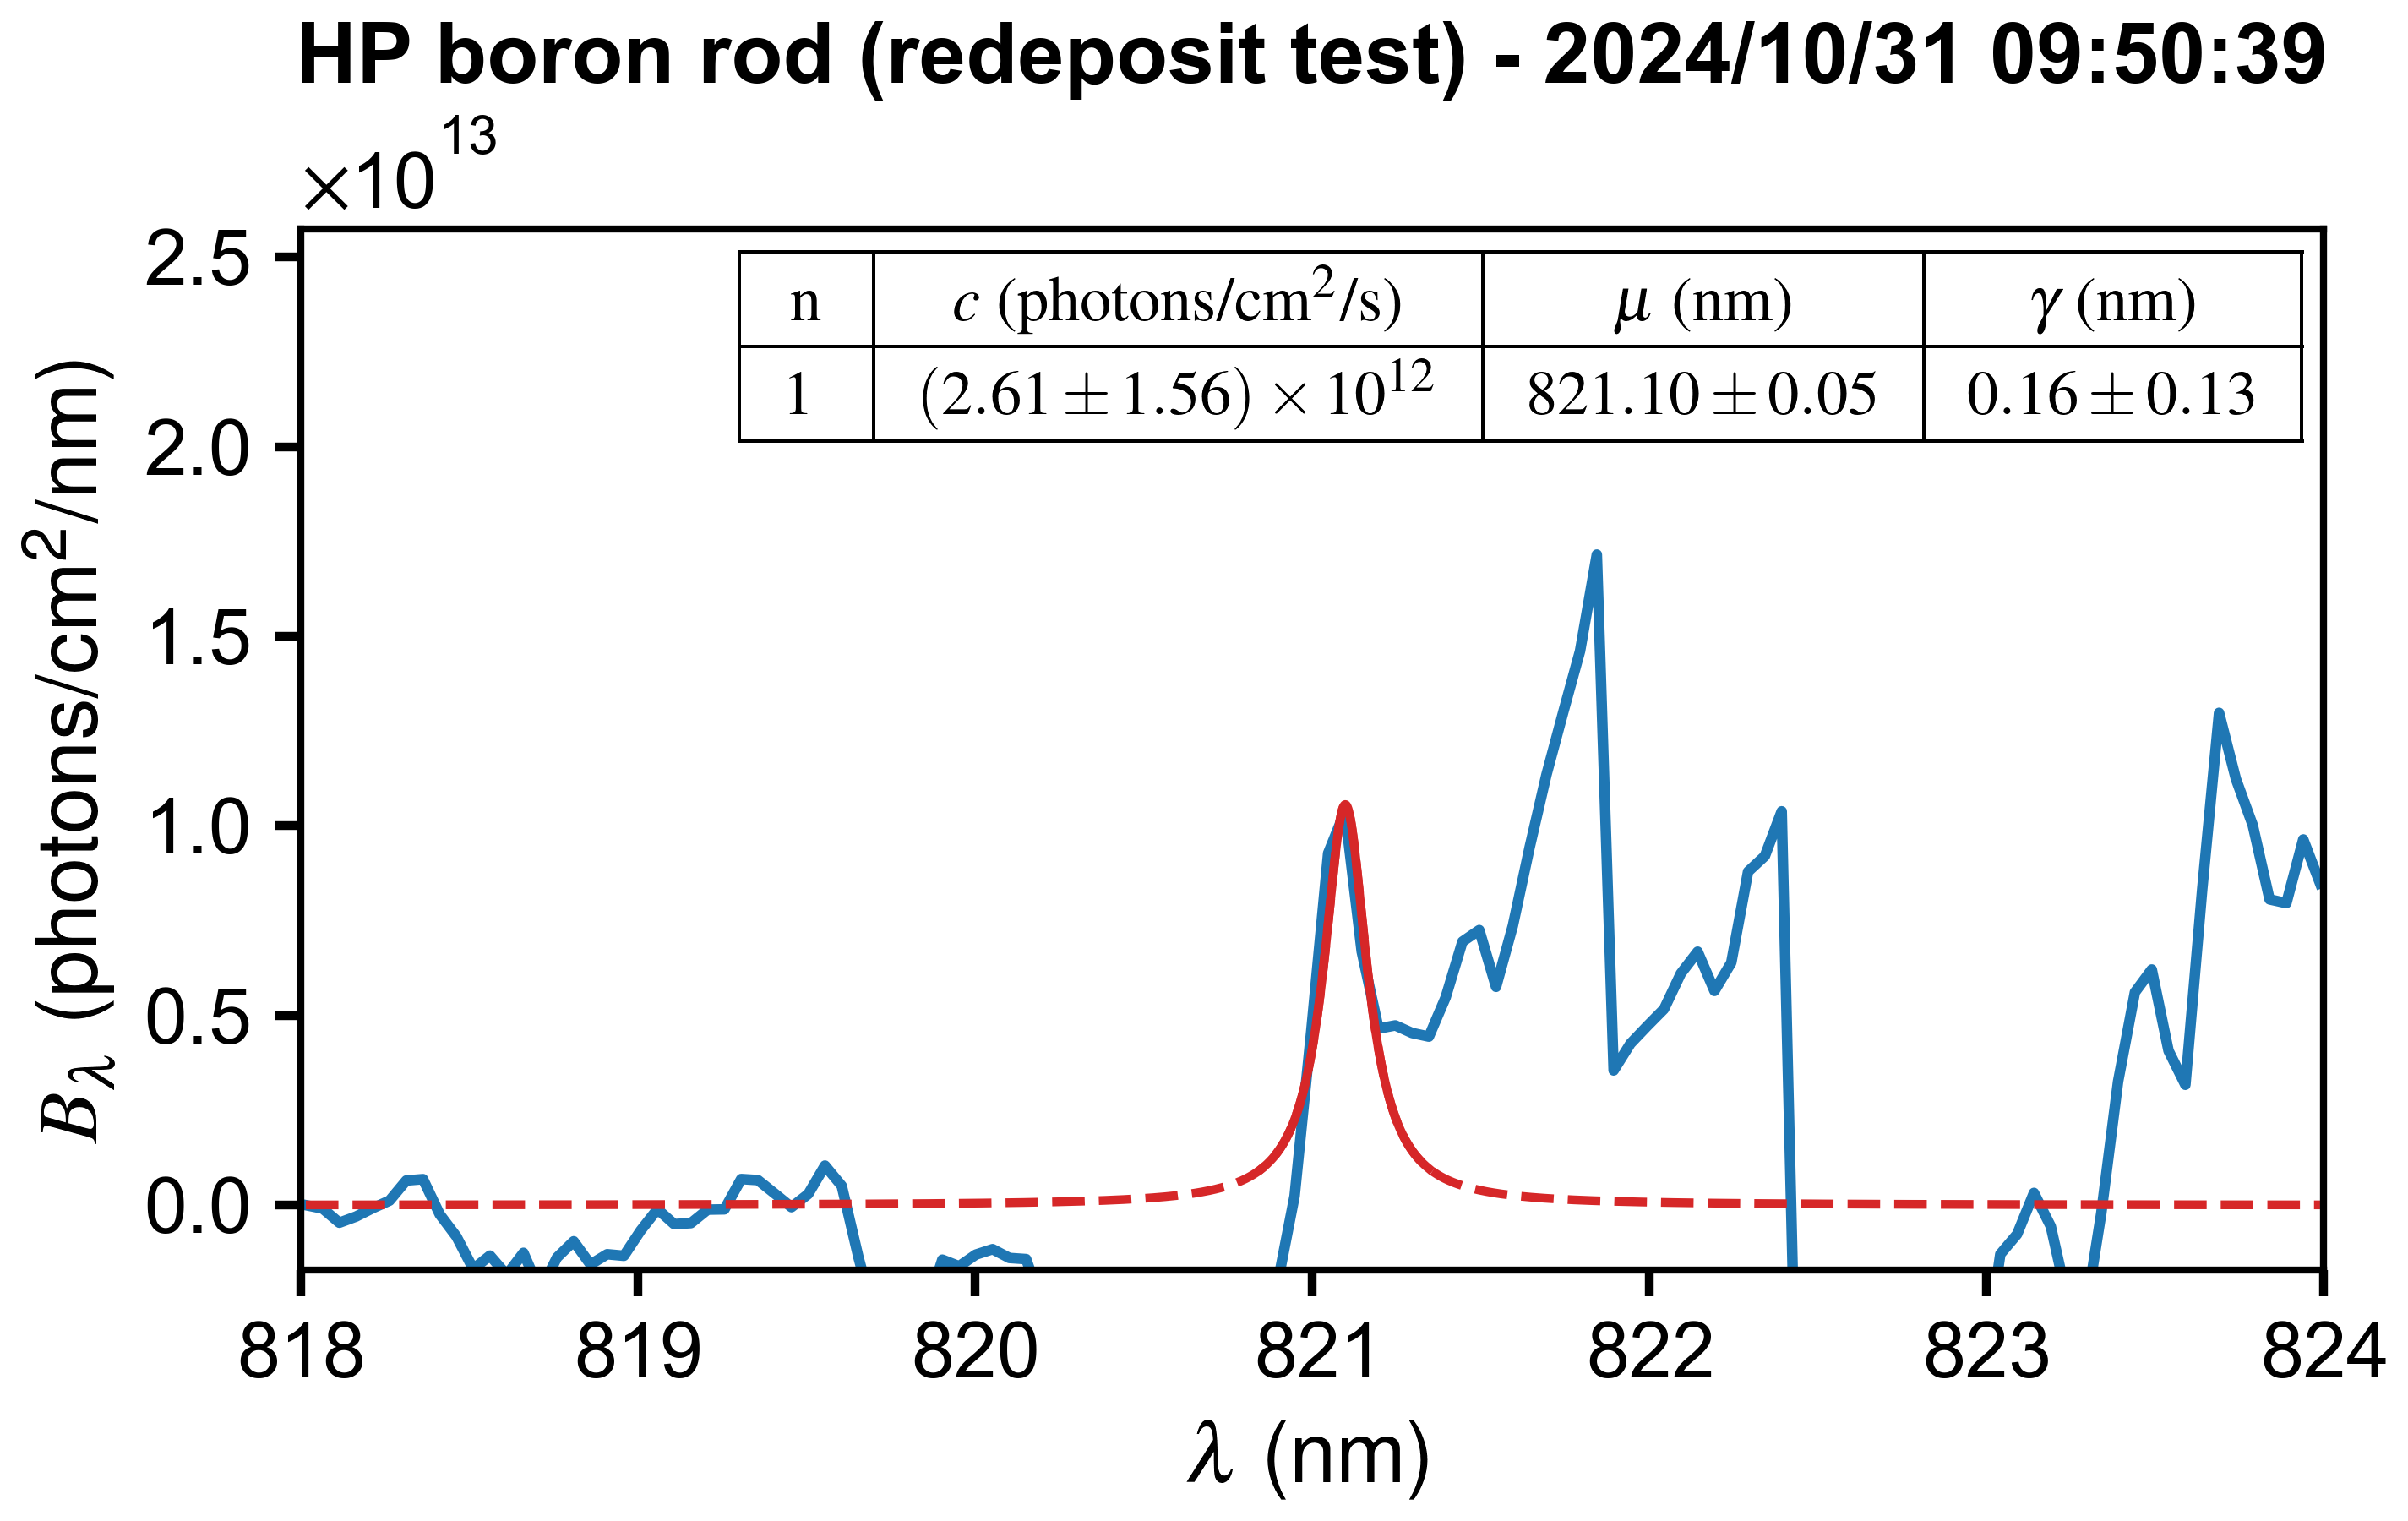 HP boron rod (redeposit test) - 2024/10/31 09:50:39
×10¹³
n c (photons/cm²/s) μ (nm) γ (nm)
1 (2.61 ± 1.56) × 10¹² 821.10 ± 0.05 0.16 ± 0.13
2.5
2.0
1.5
1.0
0.5
0.0
B_λ (photons/cm²/nm)
818 819 820 821 822 823 824
λ (nm)